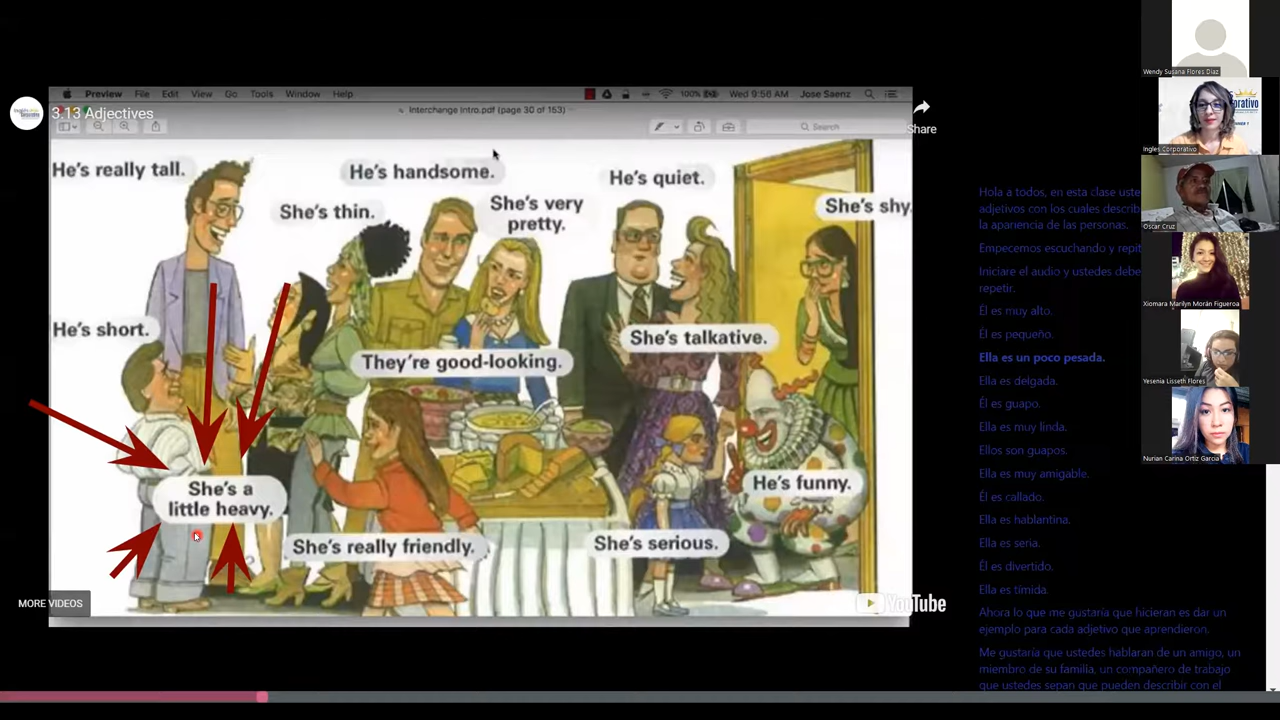 Preview File Edit View Go Tools Window Help
100%
Wed 9:56 AM Jose Saenz
3.13 Adjectives
Interchange Intro.pdf (page 30 of 153)
Search
Share
He's really tall.
He's handsome.
He's quiet.
She's thin.
She's very
pretty.
She's shy.
He's short.
She's talkative.
They're good-looking.
She's a
little heavy.
He's funny.
She's really friendly.
She's serious.
MORE VIDEOS
YouTube
Wendy Susana Flores Diaz
Ingles Corporativo
Oscar Cruz
Xiomara Marilyn Morán Figueroa
Yesenia Lisseth Flores
Nurian Carina Ortiz Garcia
Hola a todos, en esta clase
adjetivos con los cuales
la apariencia de las personas.
Empecemos escuchando y
Iniciare el audio y ustedes
repetir.
Él es muy alto.
Él es pequeño.
Ella es un poco pesada.
Ella es delgada.
Él es guapo.
Ella es muy linda.
Ellos son guapos.
Ella es muy amigable.
Él es callado.
Ella es hablantina.
Ella es seria.
Él es divertido.
Ella es tímida.
Ahora lo que me gustaría que hicieran es dar un
ejemplo para cada adjetivo que aprendieron.
Me gustaría que ustedes hablaran de un amigo, un
miembro de su familia, un compañero de trabajo
que ustedes sepan que pueden describir con el